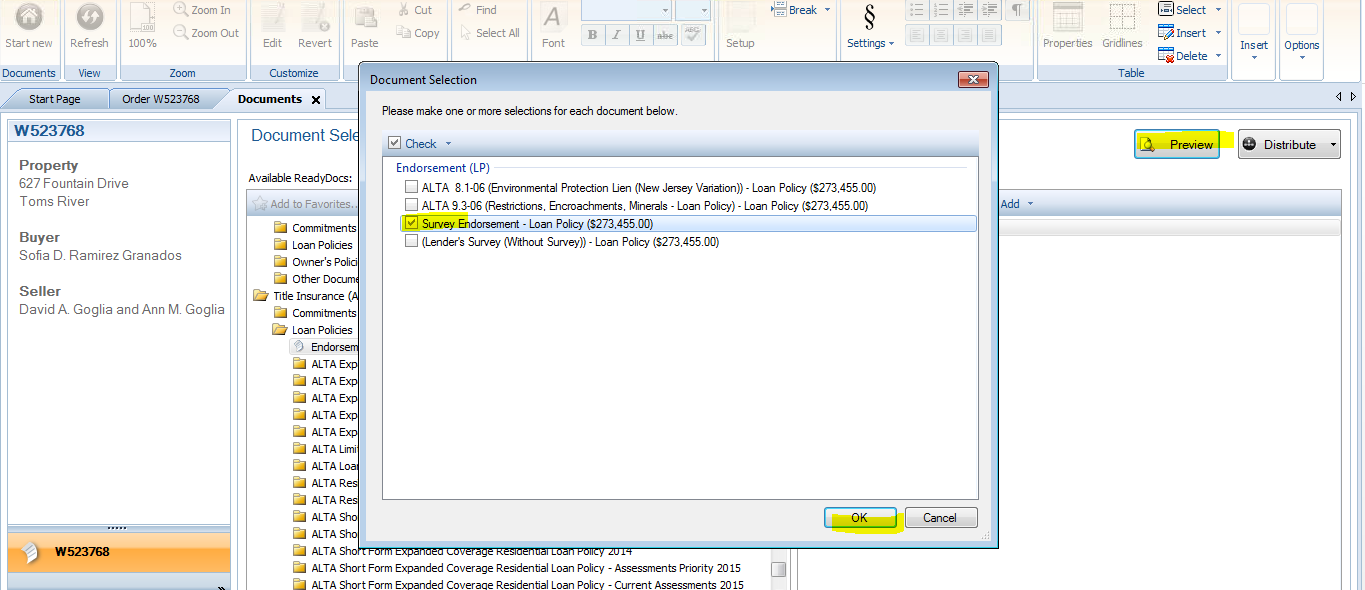 Start new
Documents
Refresh
View
100%
Zoom In
Zoom Out
Zoom
Edit
Revert
Customize
Paste
Cut
Copy
Find
Select All
A
Font
B I U abc
ABC
Break
Setup
§
Settings
¶
Properties
Gridlines
Select
Insert
Delete
Table
Insert
Options
Start Page
Order W523768
Documents
W523768
Property
627 Fountain Drive
Toms River
Buyer
Sofia D. Ramirez Granados
Seller
David A. Goglia and Ann M. Goglia
W523768
»
Document Sele
Available ReadyDocs:
Add to Favorites..
Commitments
Loan Policies
Owner's Polici
Other Docume
Title Insurance (A
Commitments
Loan Policies
Endorsem
ALTA Exp
ALTA Exp
ALTA Exp
ALTA Exp
ALTA Exp
ALTA Limi
ALTA Loa
ALTA Res
ALTA Res
ALTA Sho
ALTA Sho
ALTA Short Form Expanded Coverage Residential Loan Policy 2014
ALTA Short Form Expanded Coverage Residential Loan Policy - Assessments Priority 2015
ALTA Short Form Expanded Coverage Residential Loan Policy - Current Assessments 2015
Preview
Distribute
Add
Document Selection
Please make one or more selections for each document below.
Check
Endorsement (LP)
ALTA 8.1-06 (Environmental Protection Lien (New Jersey Variation)) - Loan Policy ($273,455.00)
ALTA 9.3-06 (Restrictions, Encroachments, Minerals - Loan Policy) - Loan Policy ($273,455.00)
Survey Endorsement - Loan Policy ($273,455.00)
(Lender's Survey (Without Survey)) - Loan Policy ($273,455.00)
OK
Cancel